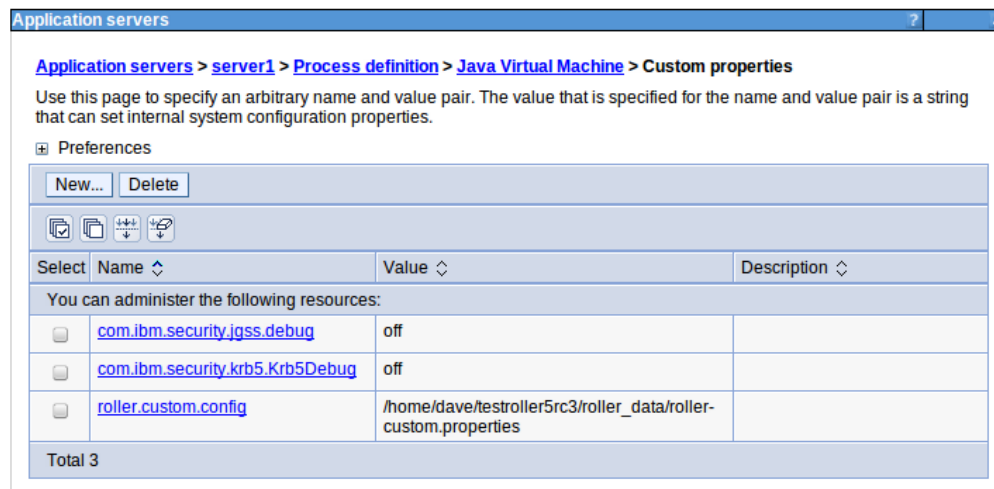 Application servers ?
Application servers > server1 > Process definition > Java Virtual Machine > Custom properties
Use this page to specify an arbitrary name and value pair. The value that is specified for the name and value pair is a string
that can set internal system configuration properties.
Preferences
New... Delete
Select Name Value Description
You can administer the following resources:
com.ibm.security.jgss.debug off
com.ibm.security.krb5.Krb5Debug off
roller.custom.config /home/dave/testroller5rc3/roller_data/roller-
custom.properties
Total 3